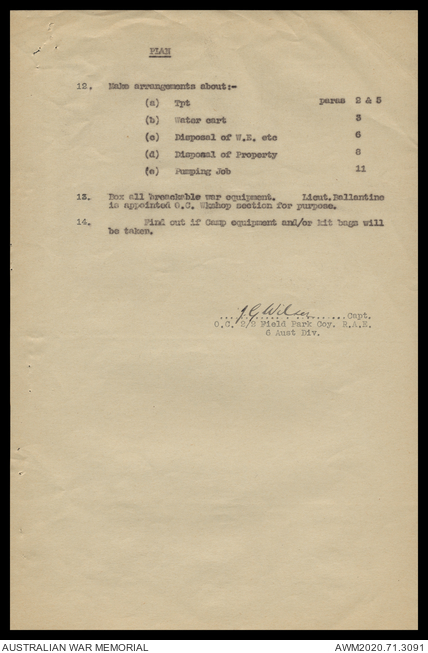 PLAN
12. Make arrangements about:-
(a) Tpt paras 2 & 5
(b) Water cart 3
(c) Disposal of W.E. etc 6
(d) Disposal of Property 8
(e) Pumping Job 11
13. Box all breackable war equipment. Lieut.Ballantine
is appointed O.C. Wkshop section for purpose.
14. Find out if Camp equipment and/or kit bags will
be taken.
J G Wilson
....................Capt.
O.C. 2/2 Field Park Coy. R.A.E.
6 Aust Div.
AUSTRALIAN WAR MEMORIAL AWM2020.71.3091